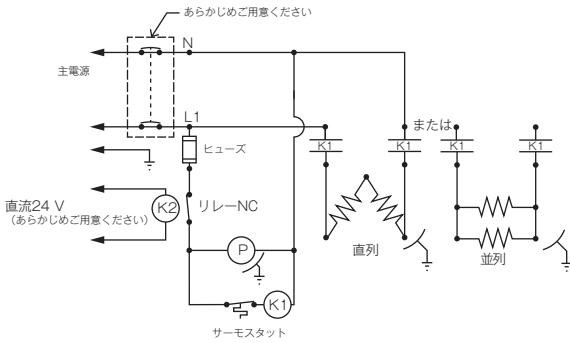 あらかじめご用意ください
N
主電源
L1
または
K1
K1
K1
K1
ヒューズ
直流24 V
（あらかじめご用意ください）
K2
リレーNC
P
直列
並列
K1
サーモスタット